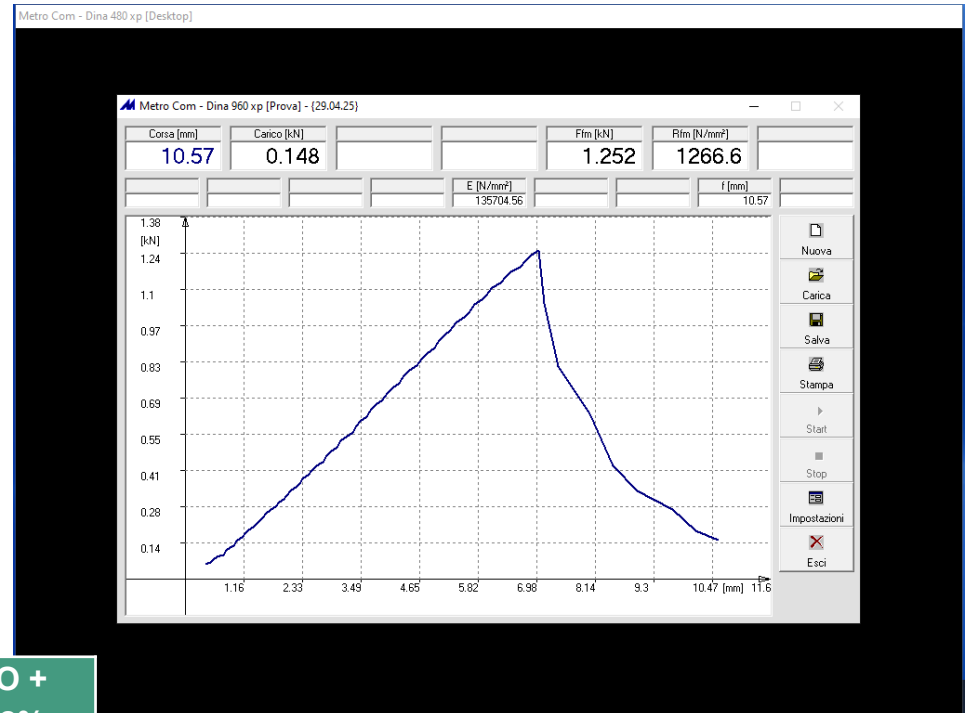 Metro Com - Dina 480 xp [Desktop]
Metro Com - Dina 960 xp [Prova] - {29.04.25}
Corsa [mm] Carico [kN] Ffm [kN] Rfm [N/mm²]
10.57 0.148 1.252 1266.6
E [N/mm²] f [mm]
135704.56 10.57
1.38
[kN]
1.24
1.1
0.97
0.83
0.69
0.55
0.41
0.28
0.14
1.16 2.33 3.49 4.65 5.82 6.98 8.14 9.3 10.47 [mm] 11.6
Nuova
Carica
Salva
Stampa
Start
Stop
Impostazioni
Esci
O +